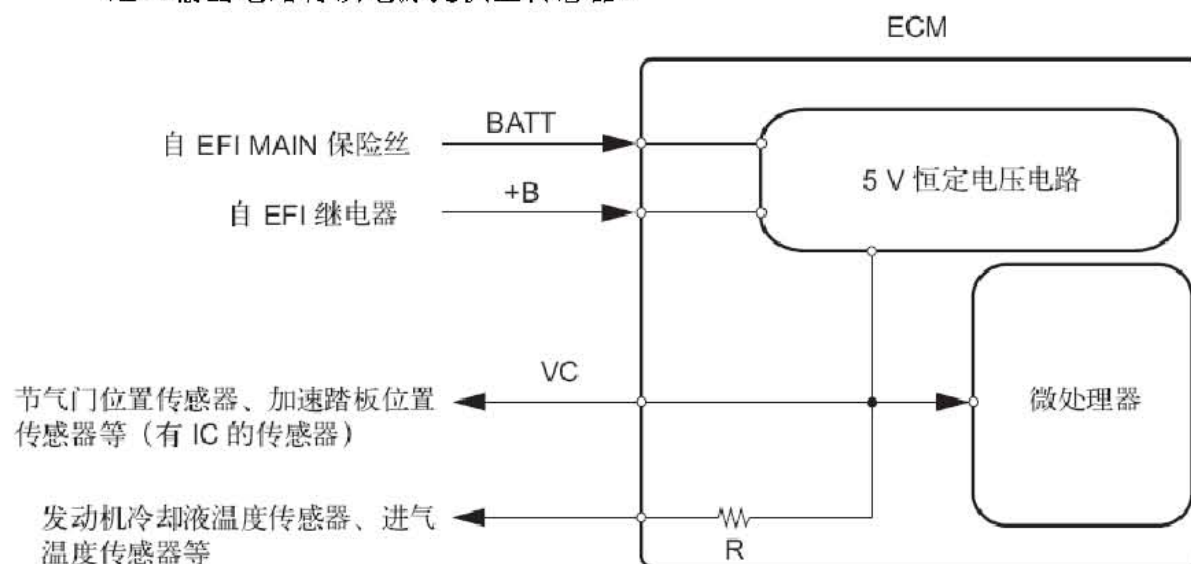 ECM
自 EFI MAIN 保险丝
BATT
5 V 恒定电压电路
自 EFI 继电器
+B
VC
节气门位置传感器、加速踏板位置
传感器等（有 IC 的传感器）
微处理器
发动机冷却液温度传感器、进气
温度传感器等
R